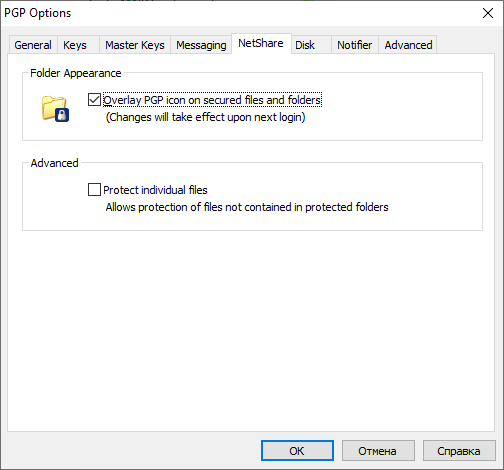 PGP Options
General Keys Master Keys Messaging NetShare Disk Notifier Advanced
Folder Appearance
Overlay PGP icon on secured files and folders
(Changes will take effect upon next login)
Advanced
Protect individual files
Allows protection of files not contained in protected folders
OK Отмена Справка